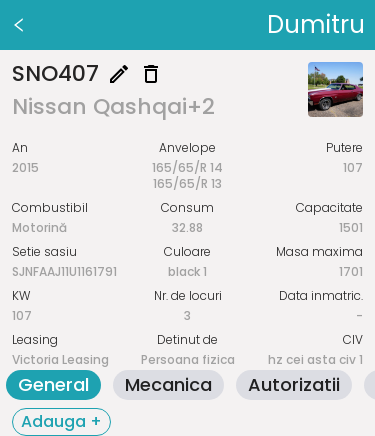 Dumitru
SNO407
Nissan Qashqai+2
An Anvelope Putere
2015 165/65/R 14 107
165/65/R 13
Combustibil Consum Capacitate
Motorină 32.88 1501
Setie sasiu Culoare Masa maxima
SJNFAAJ11U1161791 black 1 1701
KW Nr. de locuri Data inmatric.
107 3 -
Leasing Detinut de CIV
Victoria Leasing Persoana fizica hz cei asta civ 1
General Mecanica Autorizatii
Adauga +